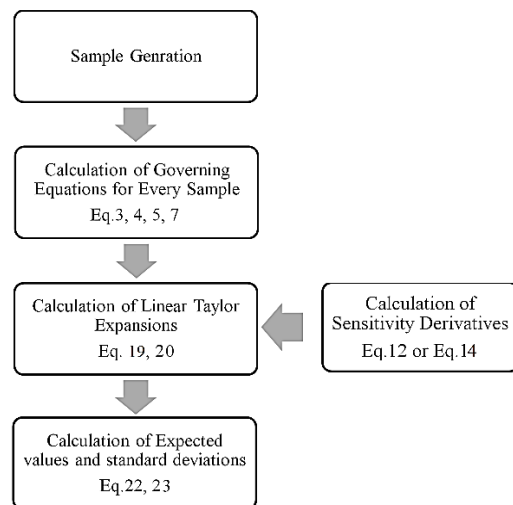 Sample Genration
Calculation of Governing
Equations for Every Sample
Eq.3, 4, 5, 7
Calculation of Linear Taylor
Expansions
Eq. 19, 20
Calculation of
Sensitivity Derivatives
Eq.12 or Eq.14
Calculation of Expected
values and standard deviations
Eq.22, 23